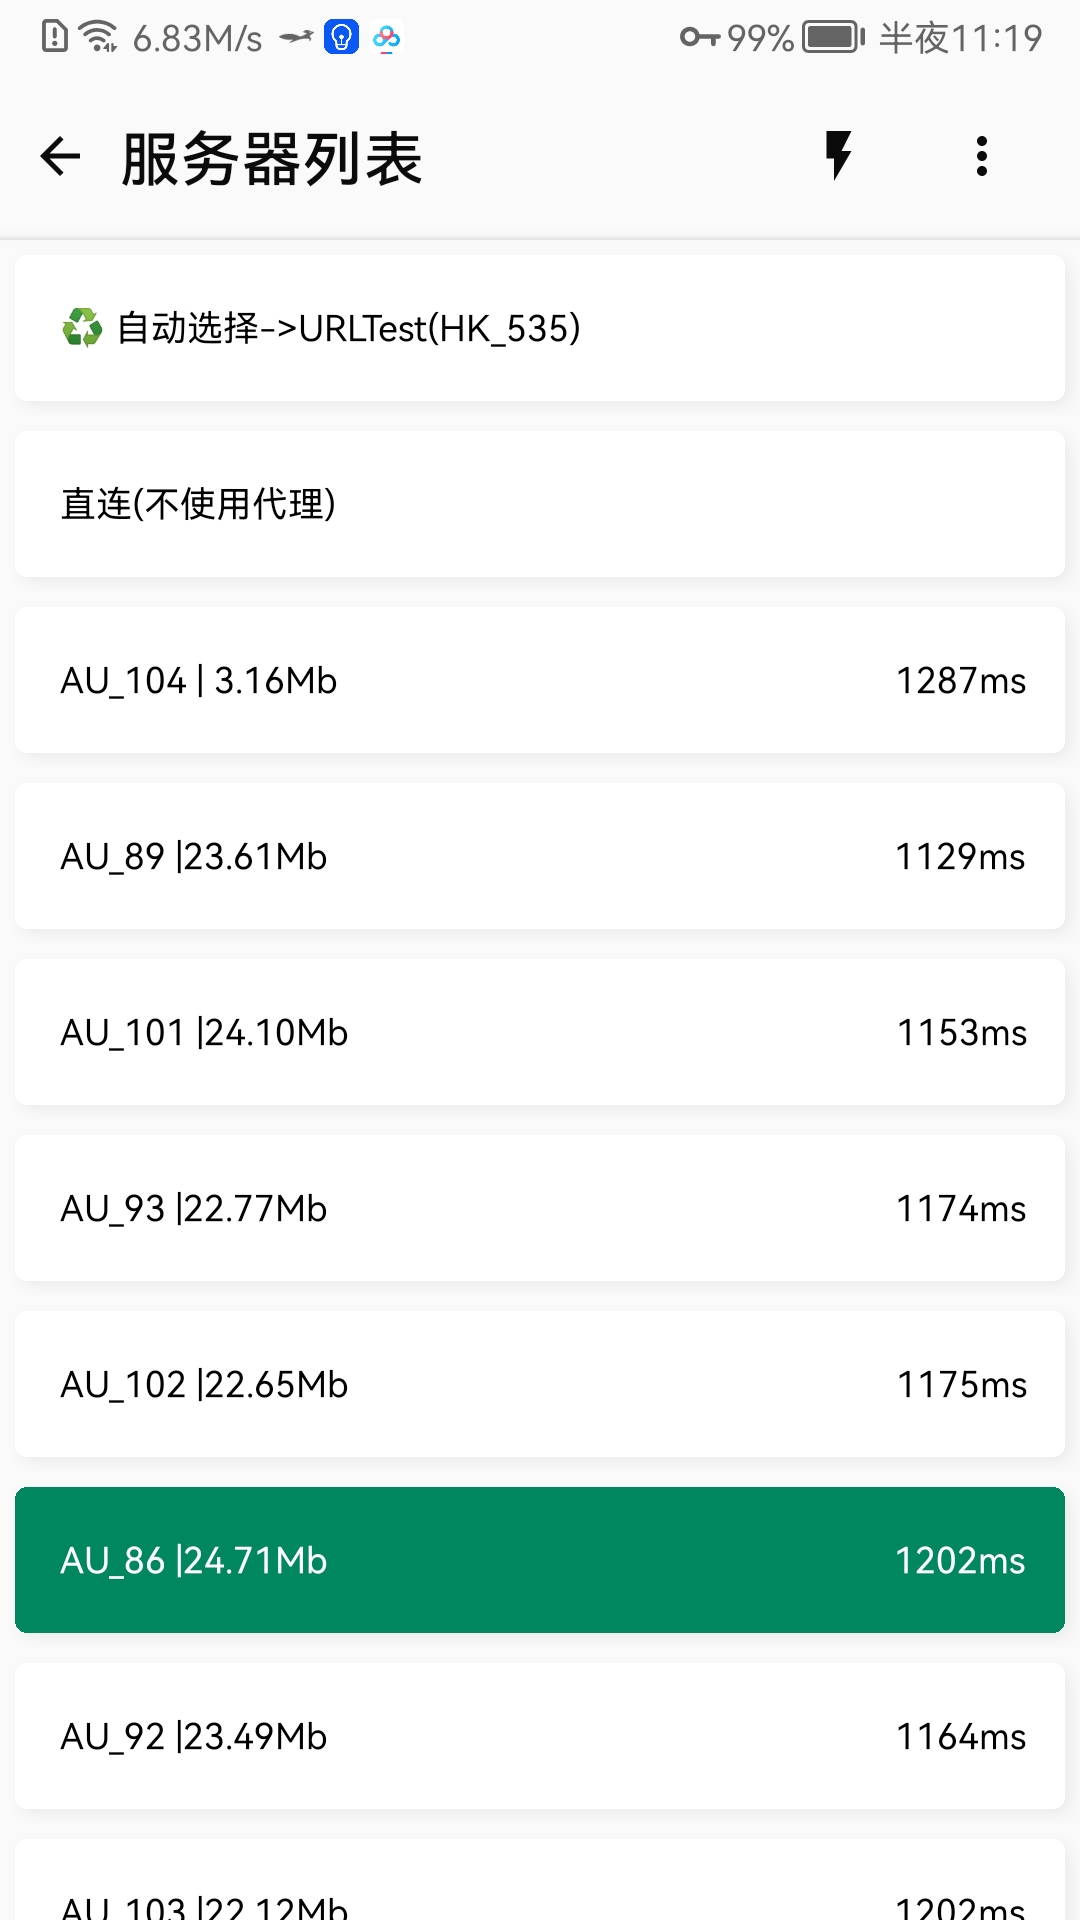 6.83M/s 99% 半夜11:19
服务器列表
♻️ 自动选择->URLTest(HK_535)
直连(不使用代理)
AU_104 | 3.16Mb 1287ms
AU_89 |23.61Mb 1129ms
AU_101 |24.10Mb 1153ms
AU_93 |22.77Mb 1174ms
AU_102 |22.65Mb 1175ms
AU_86 |24.71Mb 1202ms
AU_92 |23.49Mb 1164ms
AU_103 |22.12Mb 1202ms